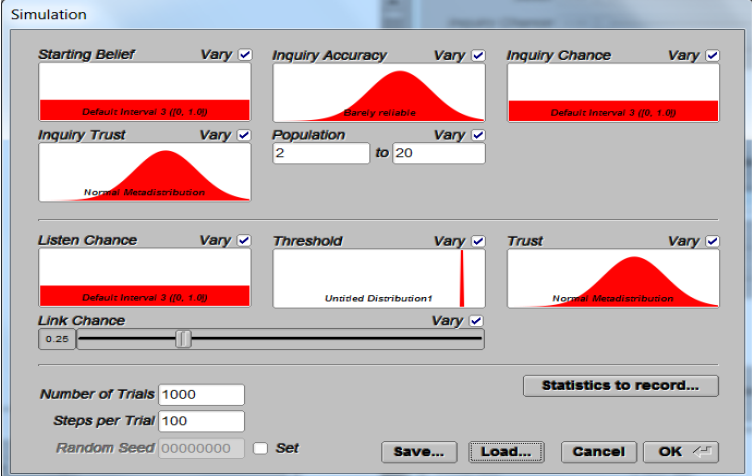 Simulation
Starting Belief Vary Inquiry Accuracy Vary Inquiry Chance Vary
Default Interval 3 ([0, 1.0]) Barely reliable Default Interval 3 ([0, 1.0])
Inquiry Trust Vary Population Vary
2 to 20
Normal Metadistribution
Listen Chance Vary Threshold Vary Trust Vary
Default Interval 3 ([0, 1.0]) Untitled Distribution1 Normal Metadistribution
Link Chance Vary
0.25
Statistics to record...
Number of Trials 1000
Steps per Trial 100
Random Seed 00000000 Set Save... Load... Cancel OK